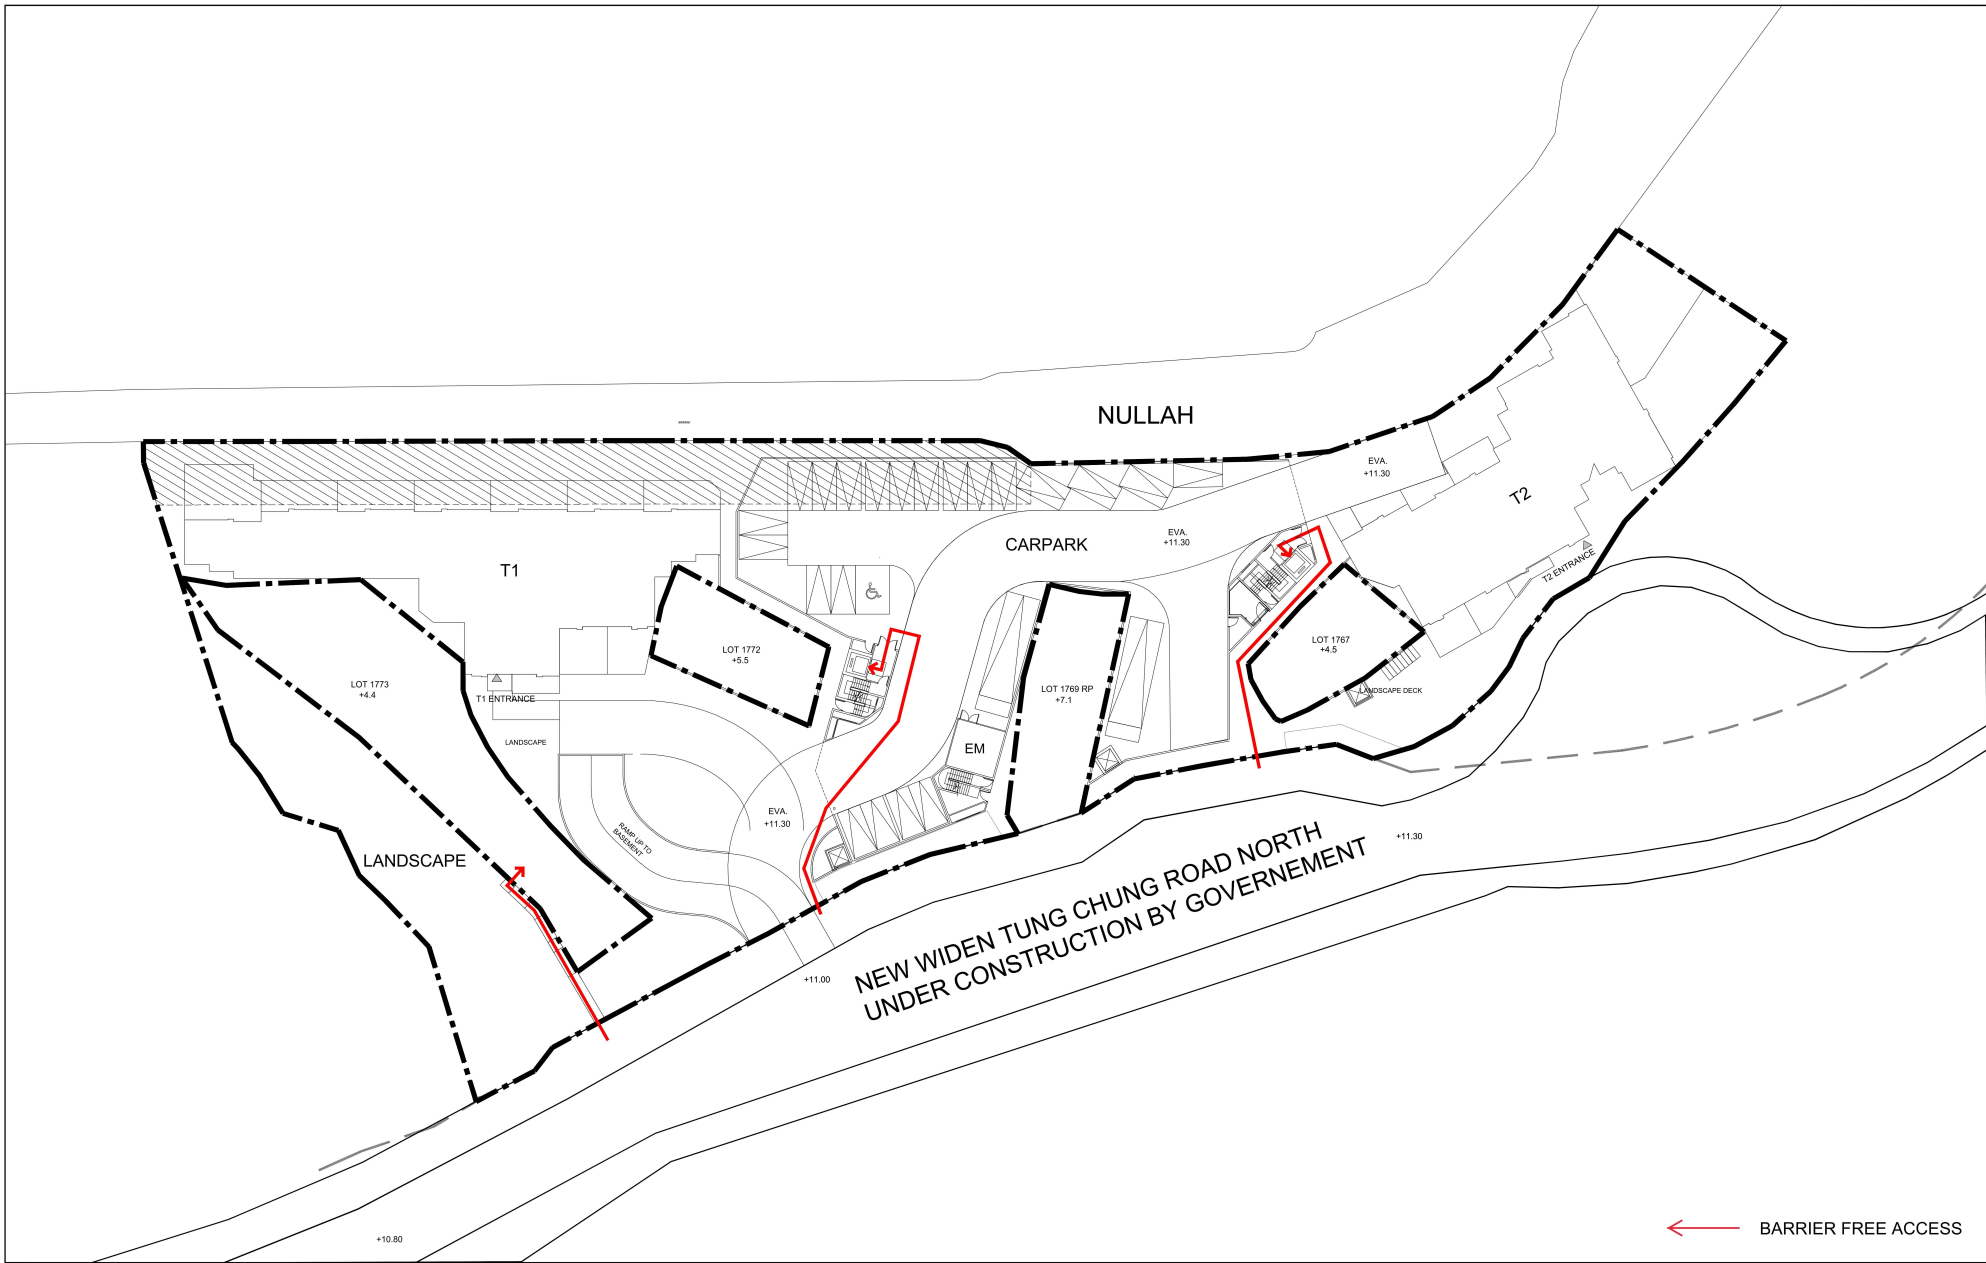 NULLAH
EVA.
+11.30
T2
EVA.
+11.30
CARPARK
T1
T2 ENTRANCE
LOT 1767
+4.5
LOT 1772
+5.5
LOT 1773
+4.4
LOT 1769 RP
+7.1
LANDSCAPE DECK
T1 ENTRANCE
LANDSCAPE
EM
EVA.
+11.30
RAMP UP TO
BASEMENT
LANDSCAPE
+11.30
NEW WIDEN TUNG CHUNG ROAD NORTH
UNDER CONSTRUCTION BY GOVERNEMENT
+11.00
+10.80
BARRIER FREE ACCESS